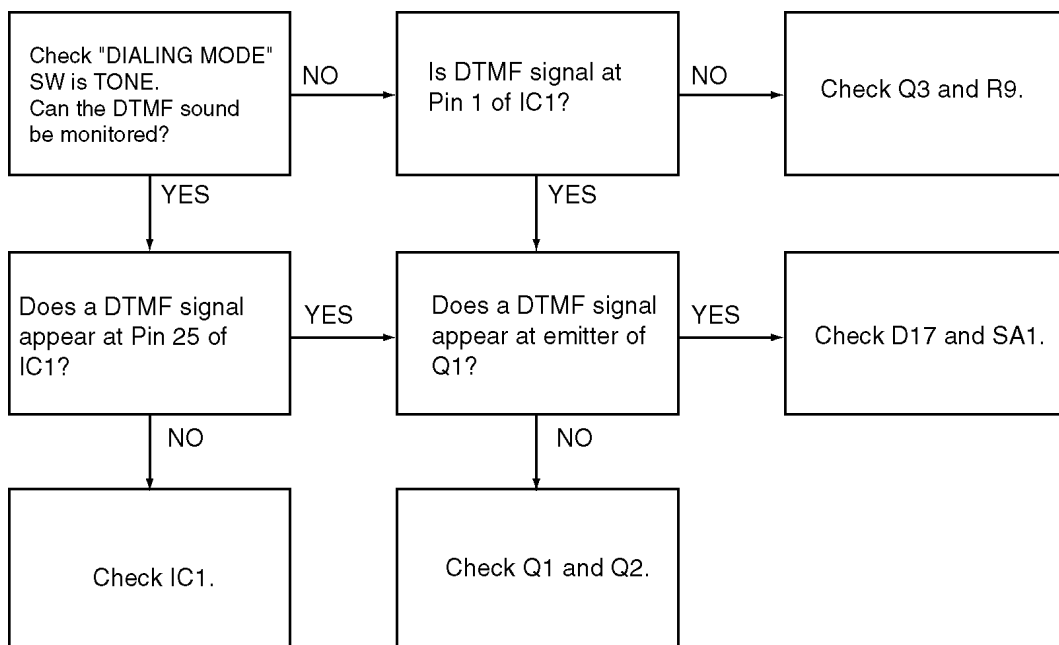 Check "DIALING MODE"
SW is TONE.
Can the DTMF sound
be monitored?
NO
Is DTMF signal at
Pin 1 of IC1?
NO
Check Q3 and R9.
YES
YES
Does a DTMF signal
appear at Pin 25 of
IC1?
YES
Does a DTMF signal
appear at emitter of
Q1?
YES
Check D17 and SA1.
NO
NO
Check IC1.
Check Q1 and Q2.